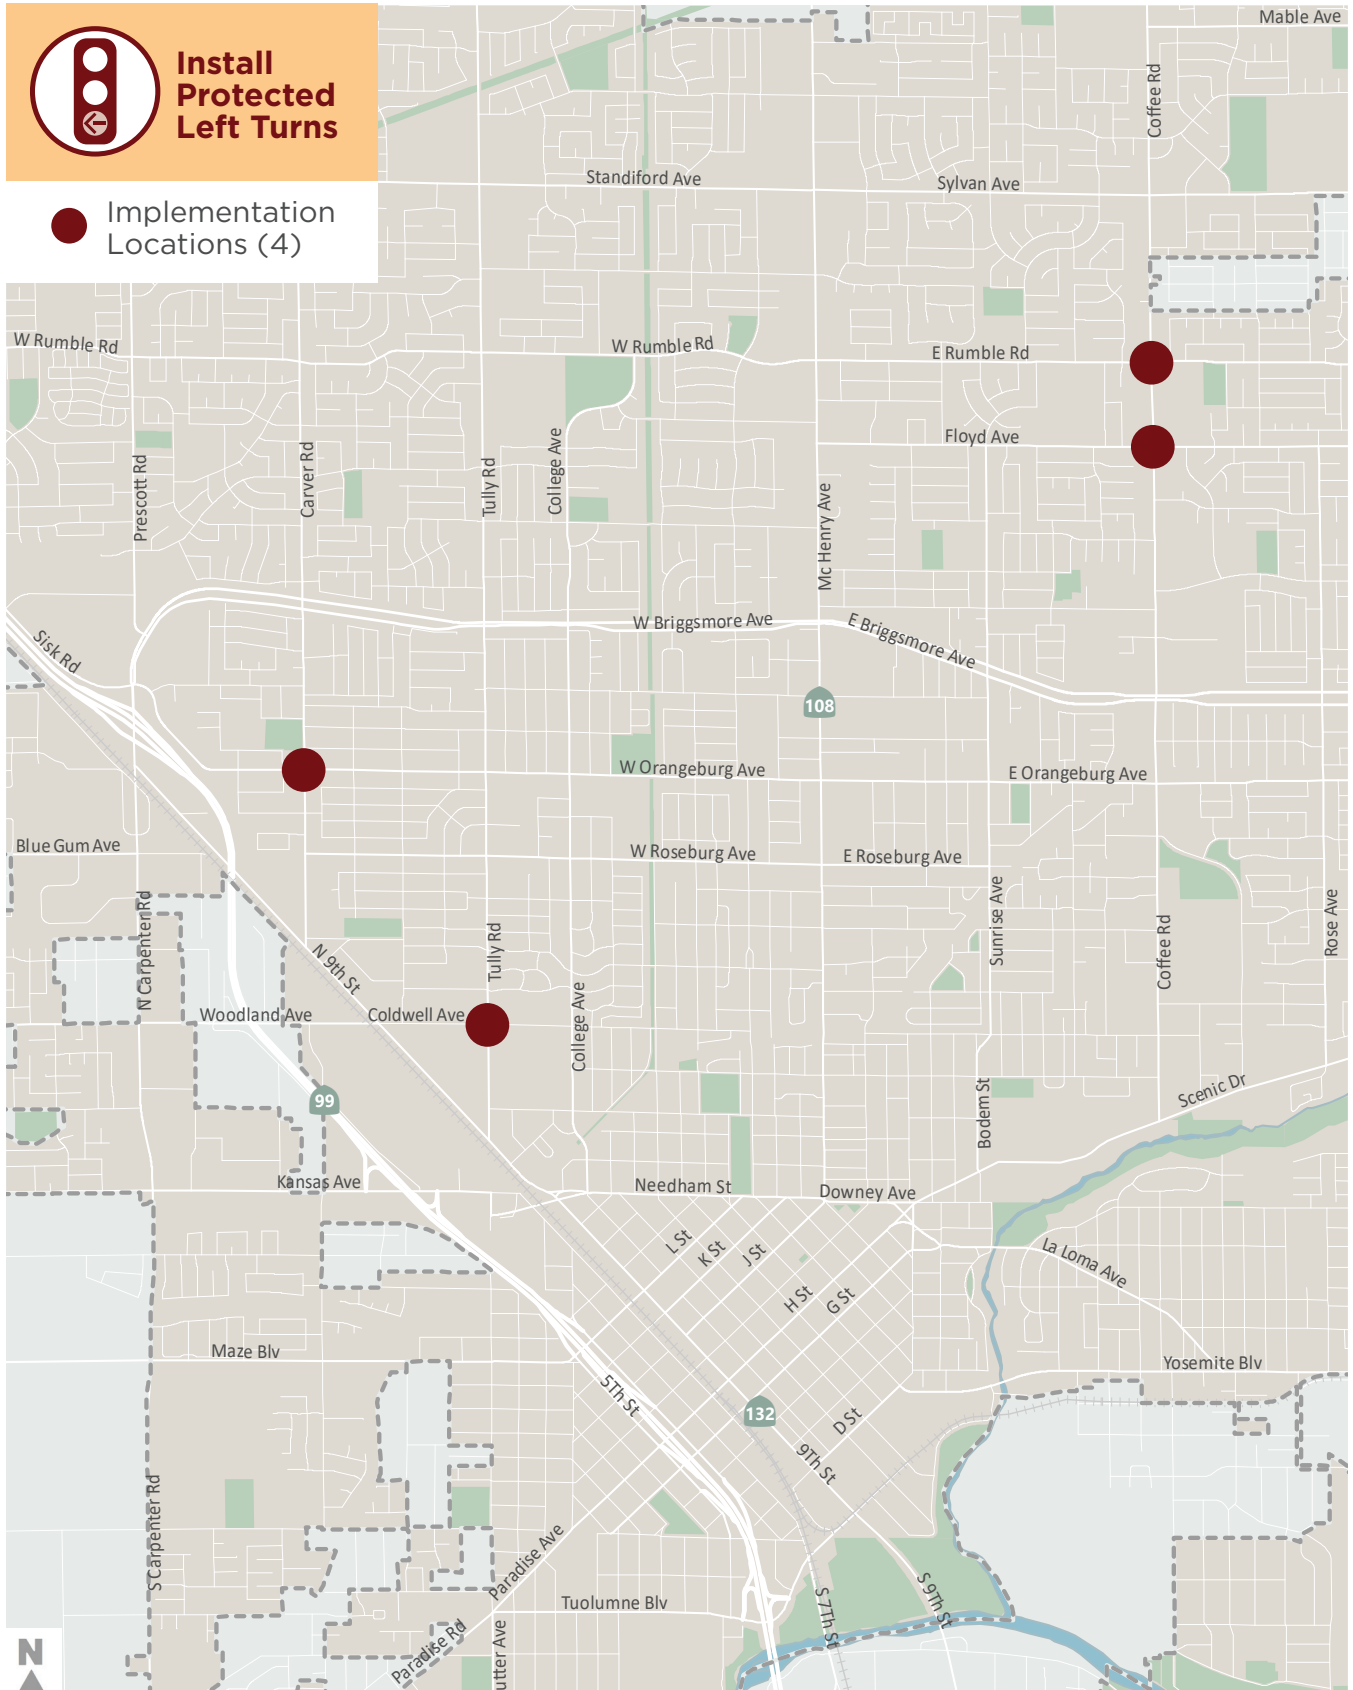 Install
Protected
Left Turns
Implementation
Locations (4)
Mable Ave
Coffee Rd
Standiford Ave
Sylvan Ave
W Rumble Rd
W Rumble Rd
E Rumble Rd
Floyd Ave
Prescott Rd
Carver Rd
Tully Rd
College Ave
Mc Henry Ave
W Briggsmore Ave
E Briggsmore Ave
Sisk Rd
108
W Orangeburg Ave
E Orangeburg Ave
Blue Gum Ave
W Roseburg Ave
E Roseburg Ave
N Carpenter Rd
N 9th St
Tully Rd
Sunrise Ave
Coffee Rd
Rose Ave
Woodland Ave
Coldwell Ave
College Ave
99
Bodem St
Scenic Dr
Kansas Ave
Needham St
Downey Ave
L St
K St
J St
H St
G St
La Loma Ave
Maze Blv
Yosemite Blv
5Th St
132
D St
9Th St
S Carpenter Rd
Paradise Ave
Tuolumne Blv
S 7Th St
S 9Th St
Paradise Rd
utter Ave
N